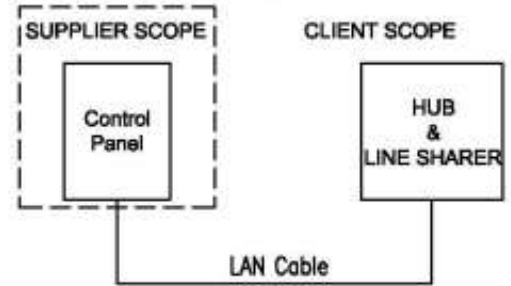 SUPPLIER SCOPE
CLIENT SCOPE
Control
Panel
HUB
&
LINE SHARER
LAN Cable